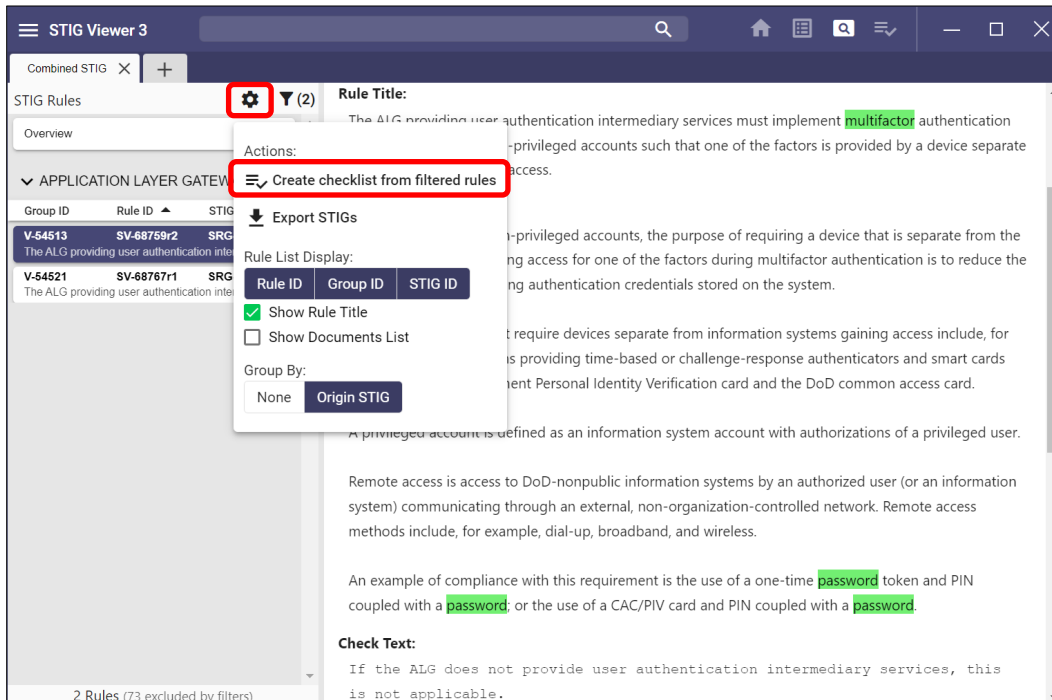 STIG Viewer 3
Combined STIG
STIG Rules
(2)
Overview
APPLICATION LAYER GATEW
Group ID Rule ID STIG
V-54513 SV-68759r2 SRG
The ALG providing user authentication inte
V-54521 SV-68767r1 SRG
The ALG providing user authentication inte
2 Rules (73 excluded by filters)
Actions:
Create checklist from filtered rules
Export STIGs
Rule List Display:
Rule ID Group ID STIG ID
Show Rule Title
Show Documents List
Group By:
None Origin STIG
Rule Title:
The ALG providing user authentication intermediary services must implement multifactor authentication
-privileged accounts such that one of the factors is provided by a device separate
access.
-privileged accounts, the purpose of requiring a device that is separate from the
ng access for one of the factors during multifactor authentication is to reduce the
ng authentication credentials stored on the system.
t require devices separate from information systems gaining access include, for
s providing time-based or challenge-response authenticators and smart cards
ent Personal Identity Verification card and the DoD common access card.
A privileged account is defined as an information system account with authorizations of a privileged user.
Remote access is access to DoD-nonpublic information systems by an authorized user (or an information
system) communicating through an external, non-organization-controlled network. Remote access
methods include, for example, dial-up, broadband, and wireless.
An example of compliance with this requirement is the use of a one-time password token and PIN
coupled with a password; or the use of a CAC/PIV card and PIN coupled with a password.
Check Text:
If the ALG does not provide user authentication intermediary services, this
is not applicable.